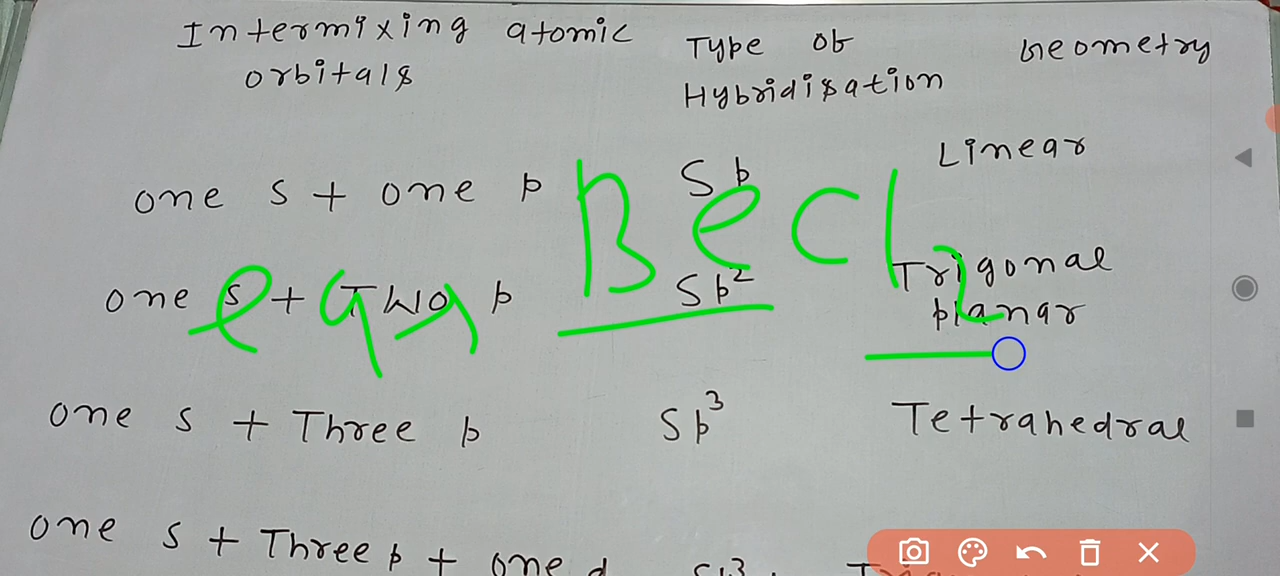 Intermixing atomic orbitals
Type of Hybridisation
Geometry
one s + one p
sp
Linear
BeCl2
one s + Two p
sp²
Trigonal planar
one s + Three p
sp³
Tetrahedral
one s + Three p + one d